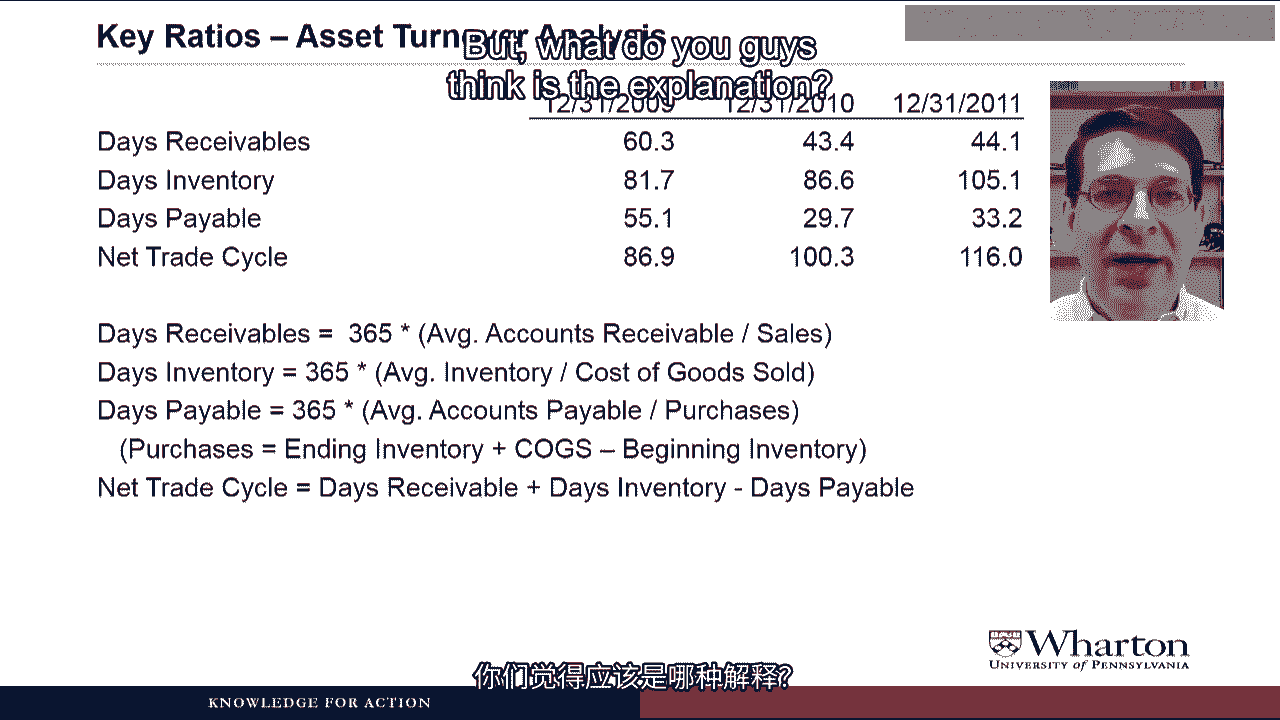 Key Ratios – Asset Turnover Analysis
But, what do you guys
think is the explanation?
12/31/2009 12/31/2010 12/31/2011
Days Receivables 60.3 43.4 44.1
Days Inventory 81.7 86.6 105.1
Days Payable 55.1 29.7 33.2
Net Trade Cycle 86.9 100.3 116.0
Days Receivables = 365 * (Avg. Accounts Receivable / Sales)
Days Inventory = 365 * (Avg. Inventory / Cost of Goods Sold)
Days Payable = 365 * (Avg. Accounts Payable / Purchases)
(Purchases = Ending Inventory + COGS – Beginning Inventory)
Net Trade Cycle = Days Receivable + Days Inventory - Days Payable
Wharton
UNIVERSITY of PENNSYLVANIA
你们觉得应该是哪种解释?
KNOWLEDGE FOR ACTION